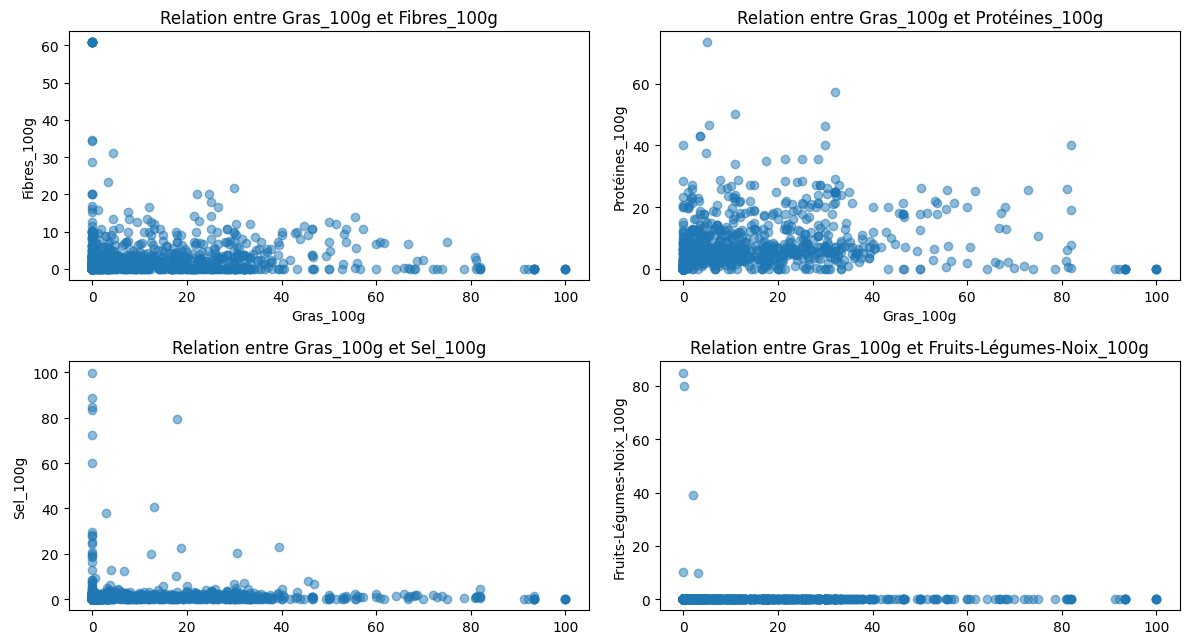 Relation entre Gras_100g et Fibres_100g
Fibres_100g
60
50
40
30
20
10
0
0 20 40 60 80 100
Gras_100g
Relation entre Gras_100g et Protéines_100g
Protéines_100g
60
40
20
0
0 20 40 60 80 100
Gras_100g
Relation entre Gras_100g et Sel_100g
Sel_100g
100
80
60
40
20
0
0 20 40 60 80 100
Relation entre Gras_100g et Fruits-Légumes-Noix_100g
Fruits-Légumes-Noix_100g
80
60
40
20
0
0 20 40 60 80 100